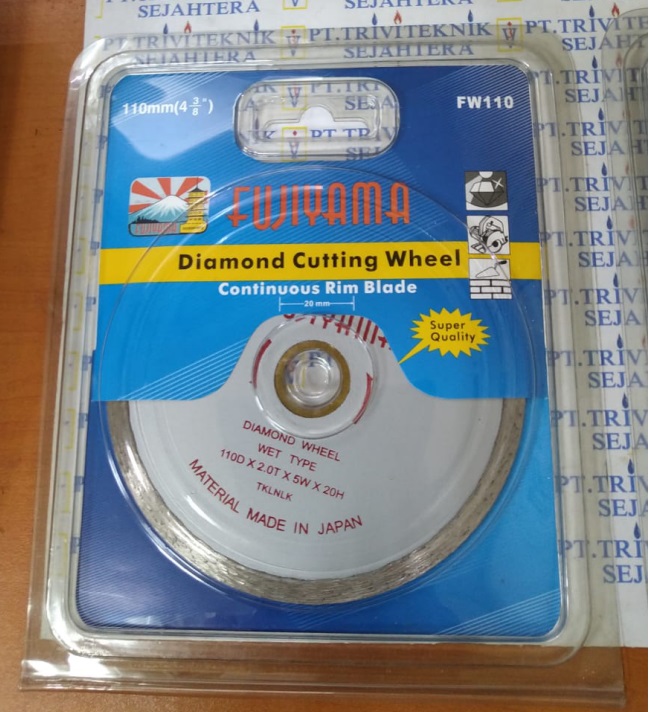 PT.TRIVITEKNIK
SEJAHTERA
110mm(4 3/8")
FW110
FUJIYAMA
Diamond Cutting Wheel
Continuous Rim Blade
20 mm
Super
Quality
DIAMOND WHEEL
WET TYPE
110D X 2.0T X 5W X 20H
TKLNLK
MATERIAL MADE IN JAPAN